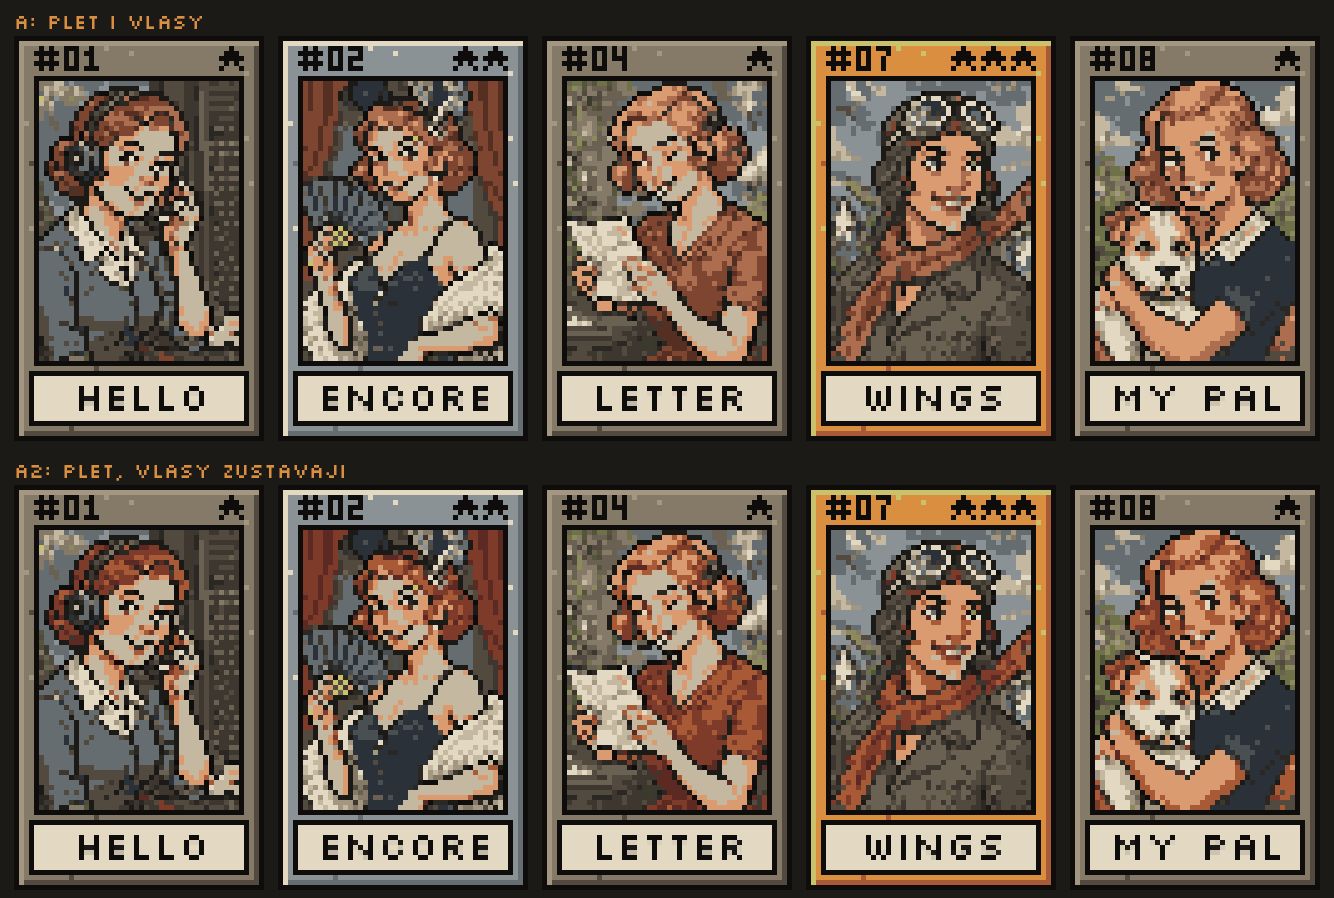 A: PLET I VLASY
#01
#02
#04
#07
#08
HELLO
ENCORE
LETTER
WINGS
MY PAL
A2: PLET, VLASY ZUSTAVAJI
#01
#02
#04
#07
#08
HELLO
ENCORE
LETTER
WINGS
MY PAL